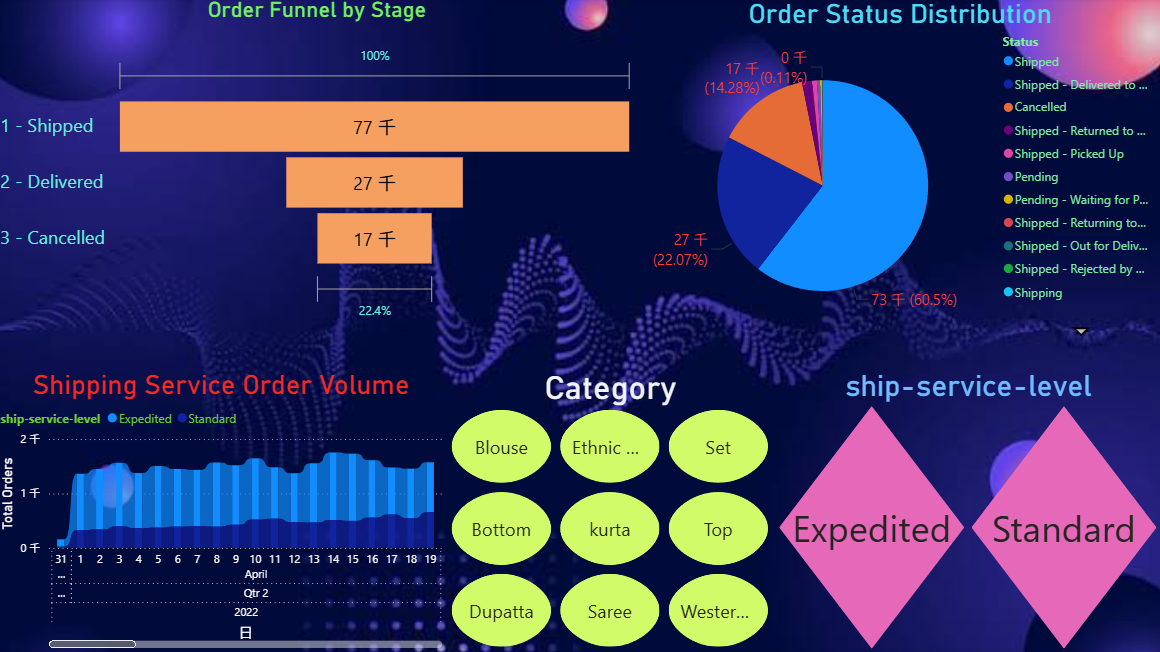 Order Funnel by Stage
100%
1 - Shipped
77 千
2 - Delivered
27 千
3 - Cancelled
17 千
22.4%
Order Status Distribution
0 千
(0.11%)
17 千
(14.28%)
27 千
(22.07%)
73 千 (60.5%)
Status
Shipped
Shipped - Delivered to ...
Cancelled
Shipped - Returned to ...
Shipped - Picked Up
Pending
Pending - Waiting for P...
Shipped - Returning to...
Shipped - Out for Deliv...
Shipped - Rejected by ...
Shipping
Shipping Service Order Volume
ship-service-level Expedited Standard
Total Orders
2 千
1 千
0 千
31 1 2 3 4 5 6 7 8 9 10 11 12 13 14 15 16 17 18 19
... April
... Qtr 2
2022
日
Category
Blouse Ethnic ... Set
Bottom kurta Top
Dupatta Saree Wester...
ship-service-level
Expedited Standard